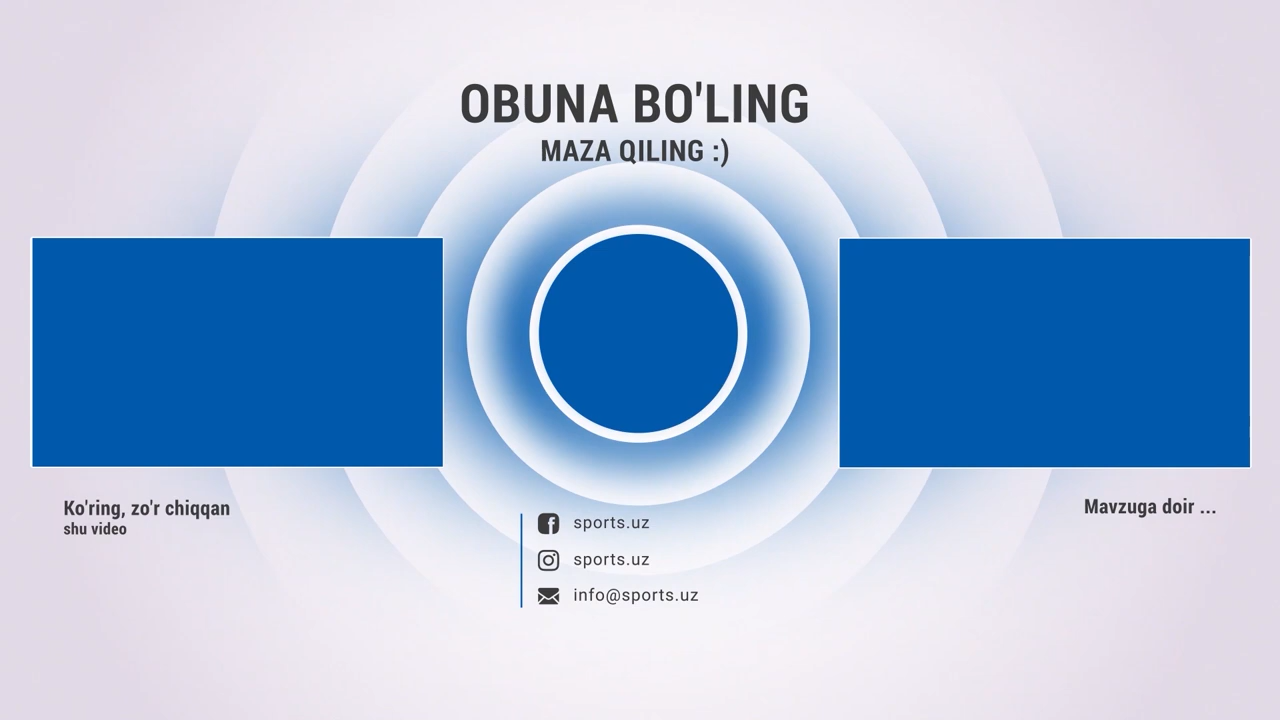 OBUNA BO'LING
MAZA QILING :)
Ko'ring, zo'r chiqqan
shu video
Mavzuga doir ...
sports.uz
sports.uz
info@sports.uz